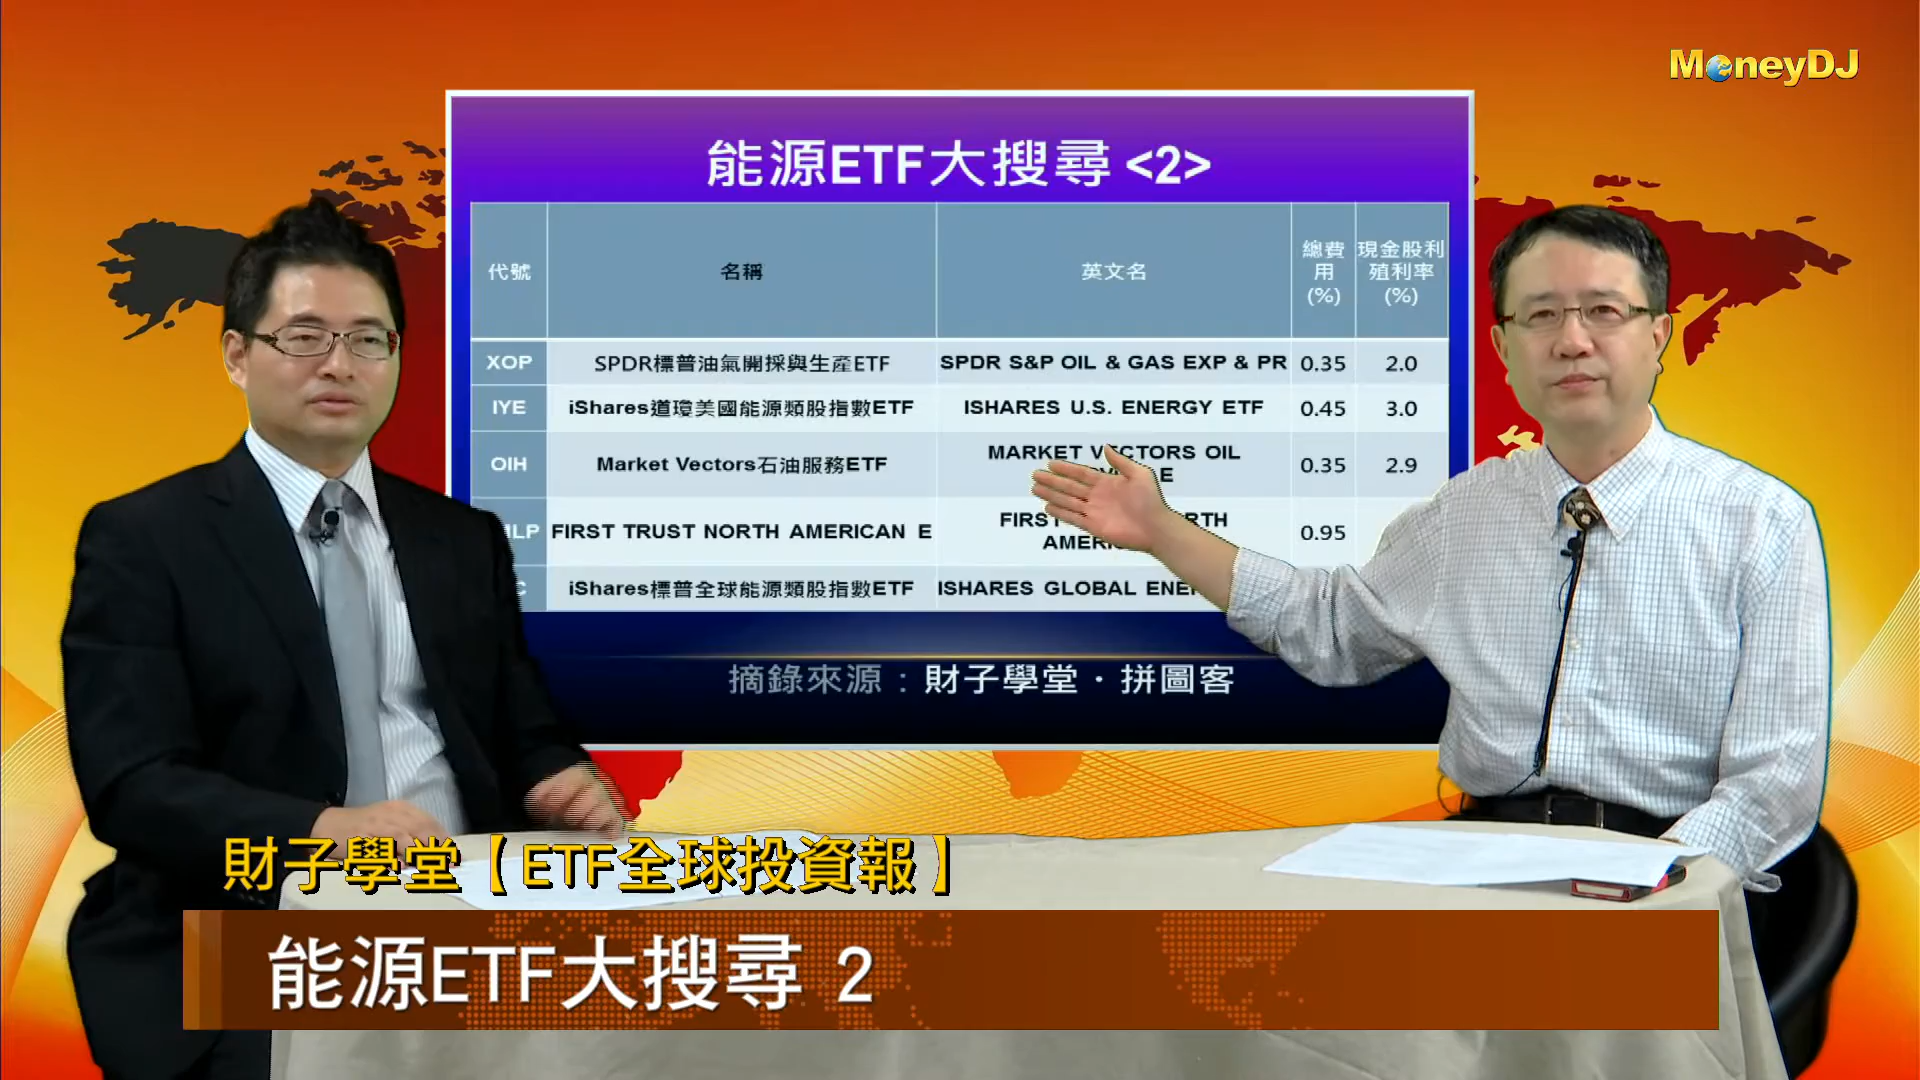 MoneyDJ
能源ETF大搜尋 <2>
代號 名稱 英文名 總費用(%) 現金股利殖利率(%)
XOP SPDR標普油氣開採與生產ETF SPDR S&P OIL & GAS EXP & PR 0.35 2.0
IYE iShares道瓊美國能源類股指數ETF ISHARES U.S. ENERGY ETF 0.45 3.0
OIH Market Vectors石油服務ETF MARKET VECTORS OIL 0.35 2.9
FIRST TRUST NORTH AMERICAN E FIRST 0.95
iShares標普全球能源類股指數ETF ISHARES GLOBAL
摘錄來源：財子學堂・拼圖客
財子學堂【ETF全球投資報】
能源ETF大搜尋 2